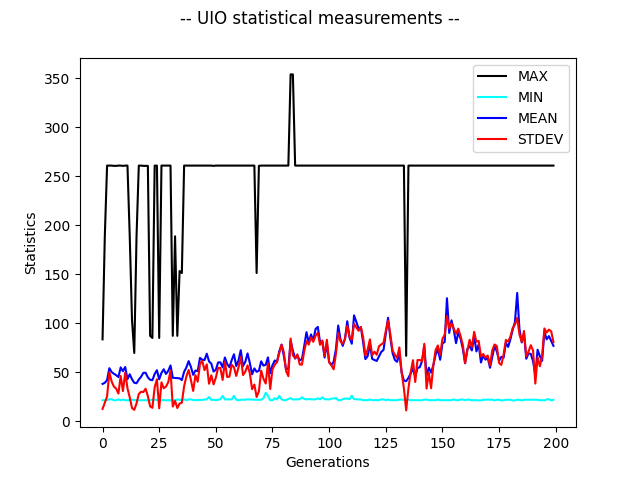 -- UIO statistical measurements --
MAX
MIN
MEAN
STDEV
Statistics
350
300
250
200
150
100
50
0
0 25 50 75 100 125 150 175 200
Generations